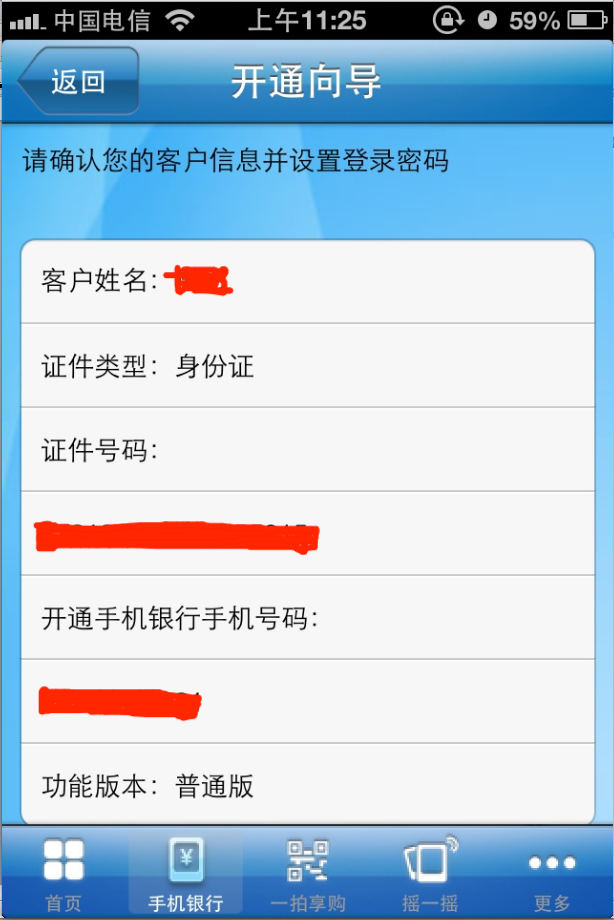 中国电信 上午11:25 59%
返回 开通向导
请确认您的客户信息并设置登录密码
客户姓名:
证件类型: 身份证
证件号码:
开通手机银行手机号码:
功能版本: 普通版
¥
首页 手机银行 一拍享购 摇一摇 更多